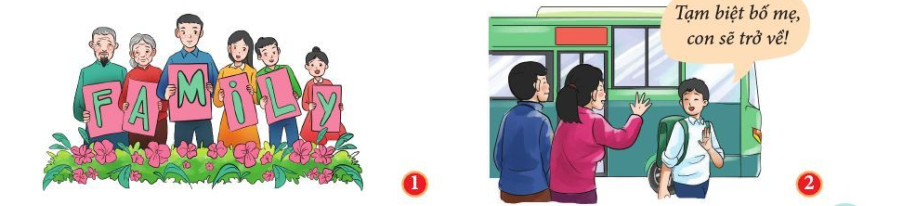 FAMiLY
1
Tạm biệt bố mẹ,
con sẽ trở về!
2